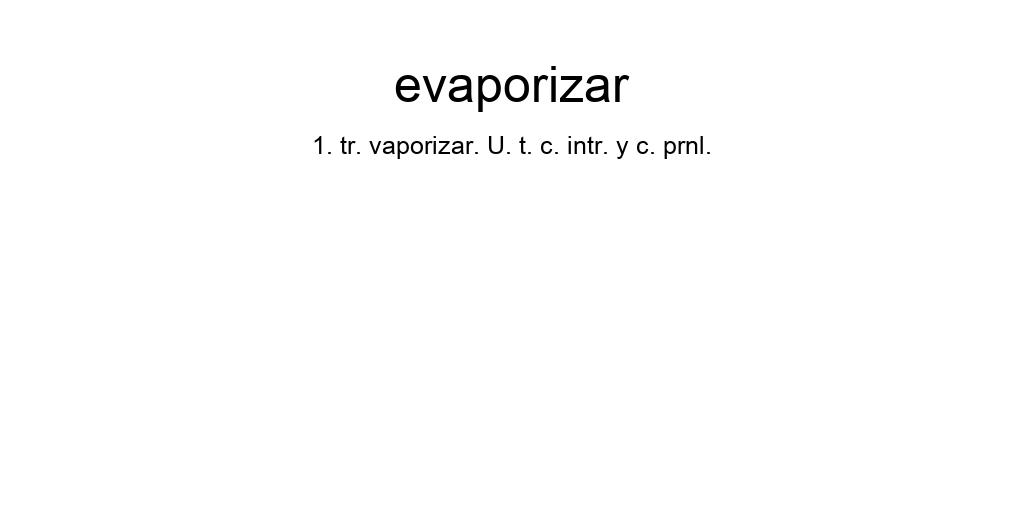 evaporizar
1. tr. vaporizar. U. t. c. intr. y c. prnl.